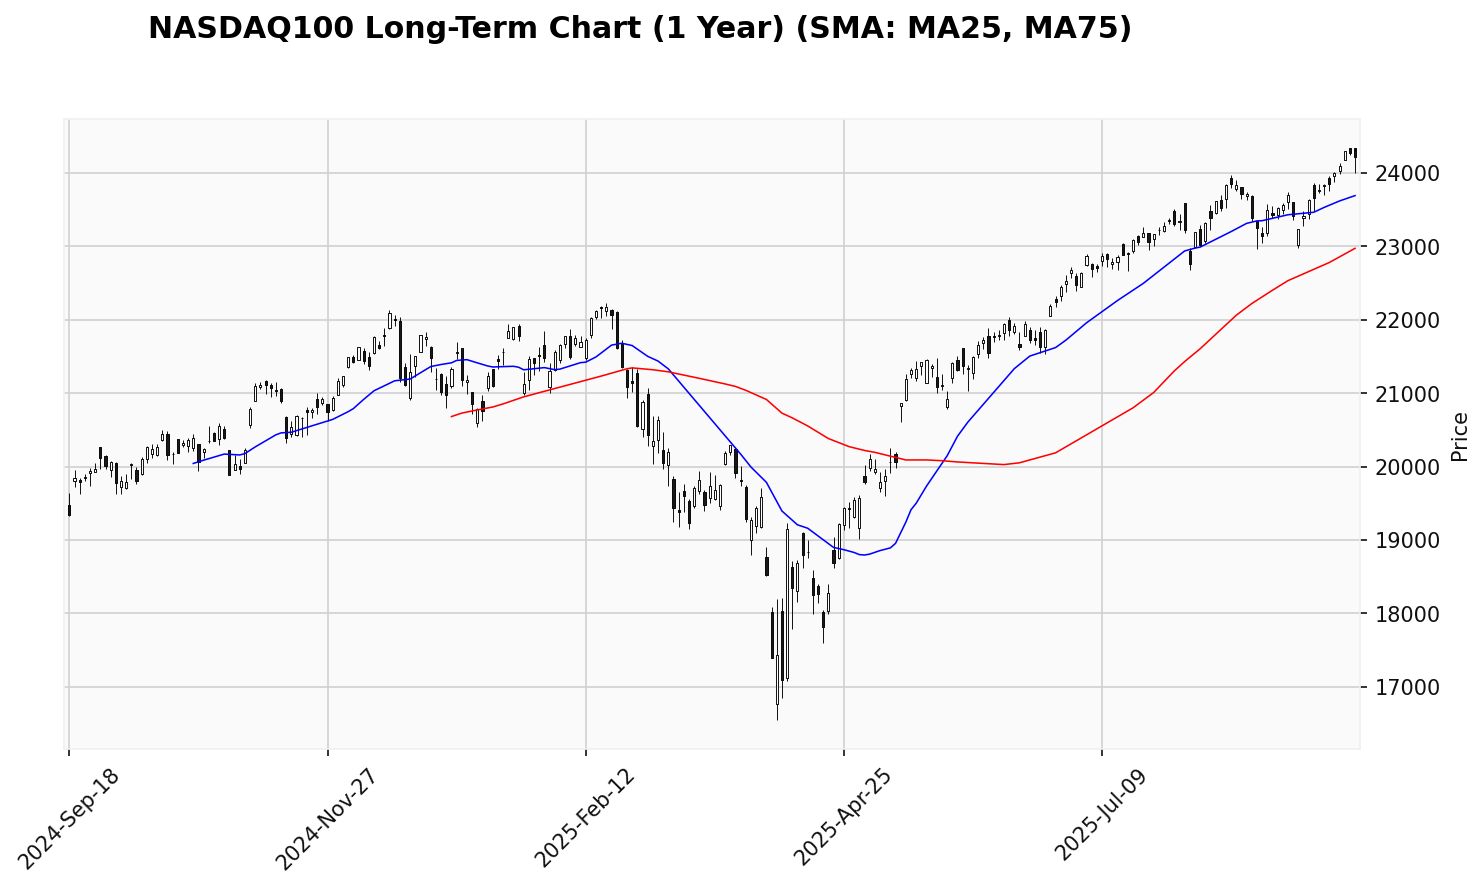 NASDAQ100 Long-Term Chart (1 Year) (SMA: MA25, MA75)
24000
23000
22000
21000
20000
19000
18000
17000
Price
2024-Sep-18
2024-Nov-27
2025-Feb-12
2025-Apr-25
2025-Jul-09